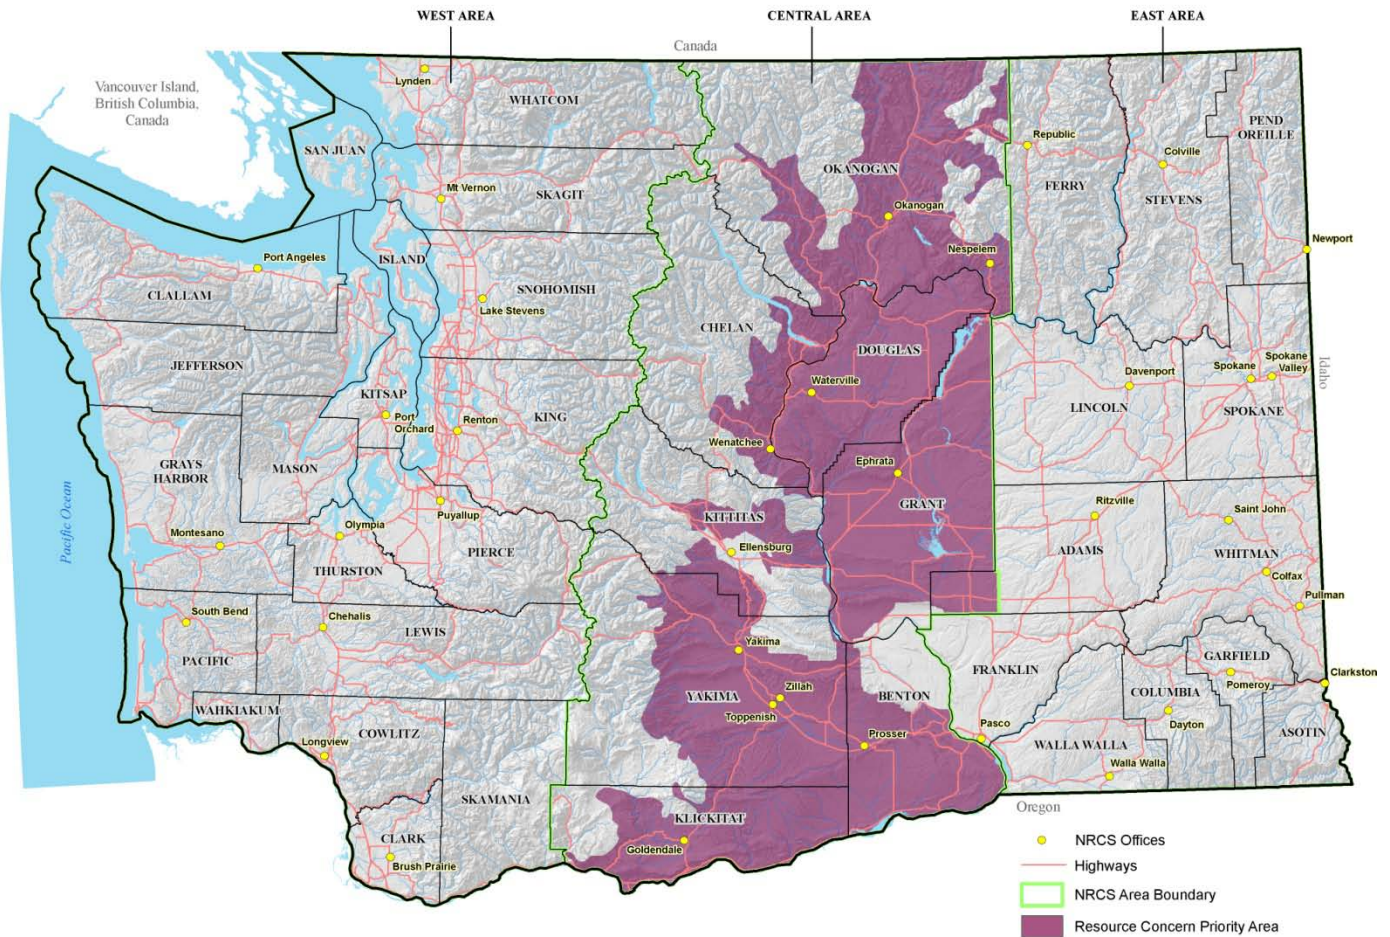 WEST AREA
CENTRAL AREA
EAST AREA
Canada
Vancouver Island,
British Columbia,
Canada
Lynden
WHATCOM
SAN JUAN
Mt Vernon
SKAGIT
ISLAND
Port Angeles
CLALLAM
SNOHOMISH
Lake Stevens
JEFFERSON
KITSAP
Port
Orchard
Renton
KING
GRAYS
HARBOR
MASON
Pacific Ocean
Puyallup
Montesano
Olympia
PIERCE
THURSTON
South Bend
Chehalis
LEWIS
PACIFIC
WAHKIAKUM
COWLITZ
Longview
SKAMANIA
CLARK
Brush Prairie
OKANOGAN
Okanogan
Nespelem
CHELAN
DOUGLAS
Waterville
Wenatchee
Ephrata
GRANT
KITTITAS
Ellensburg
Yakima
YAKIMA
Zillah
Toppenish
BENTON
Prosser
KLICKITAT
Goldendale
Republic
FERRY
Colville
STEVENS
PEND
OREILLE
Newport
Davenport
LINCOLN
Spokane
Spokane
Valley
SPOKANE
Idaho
Ritzville
ADAMS
Saint John
WHITMAN
Colfax
Pullman
FRANKLIN
GARFIELD
Pomeroy
Clarkston
COLUMBIA
Dayton
ASOTIN
Pasco
WALLA WALLA
Walla Walla
Oregon
NRCS Offices
Highways
NRCS Area Boundary
Resource Concern Priority Area